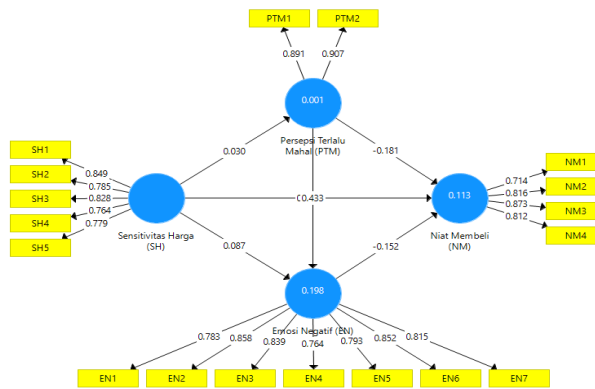 PTM1
PTM2
0.891
0.907
0.001
Persepsi Terlalu
Mahal (PTM)
SH1
SH2
SH3
SH4
SH5
0.849
0.785
0.828
0.764
0.779
Sensitivitas Harga
(SH)
0.030
-0.181
0.433
0.087
-0.152
0.113
Niat Membeli
(NM)
0.714
0.816
0.873
0.812
NM1
NM2
NM3
NM4
0.198
Emosi Negatif (EN)
0.783
0.858
0.839
0.764
0.793
0.852
0.815
EN1
EN2
EN3
EN4
EN5
EN6
EN7